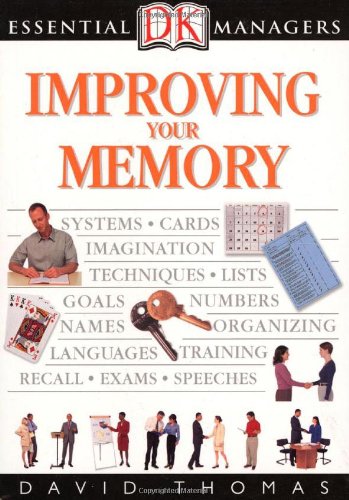 ESSENTIAL DK MANAGERS
IMPROVING
YOUR
MEMORY
SYSTEMS • CARDS
IMAGINATION
TECHNIQUES • LISTS
GOALS NUMBERS
NAMES ORGANIZING
LANGUAGES TRAINING
RECALL • EXAMS • SPEECHES
DAVID THOMAS